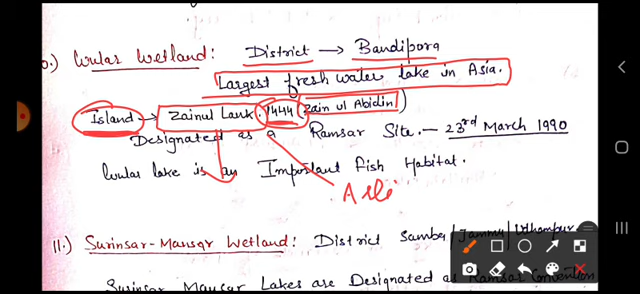 0.) Wular Wetland: District → Bandipora
Largest fresh water lake in Asia.
Island → Zainul Lank. 1444 (Zain ul Abidin)
Designated as a Ramsar Site. — 23rd March 1990
Wular lake is an Important fish Habitat.
11.) Surinsar-Mansar Wetland: District Samba/Jammu/Udhampur
Surinsar Mansar Lakes are Designated as Ramsar Convention